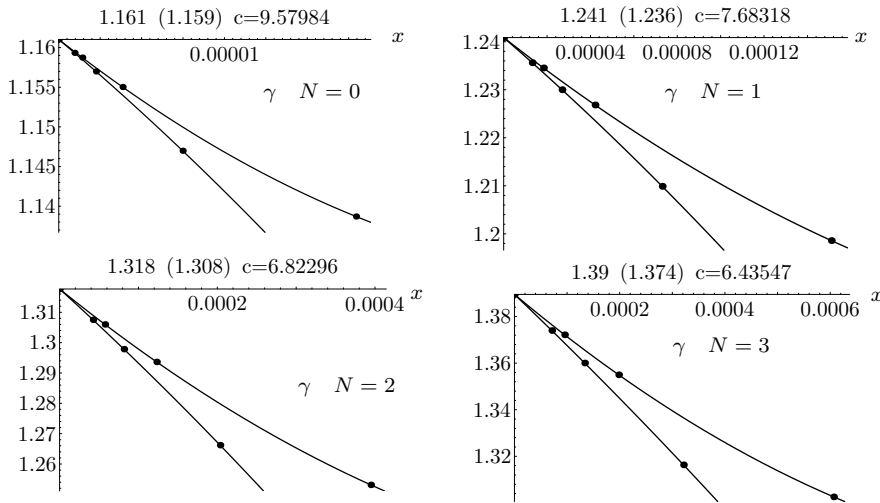 1.161 (1.159) c=9.57984
x
0.00001
1.16
1.155
1.15
1.145
1.14
γ N = 0
1.241 (1.236) c=7.68318
x
0.00004 0.00008 0.00012
1.24
1.23
1.22
1.21
1.2
γ N = 1
1.318 (1.308) c=6.82296
x
0.0002 0.0004
1.31
1.3
1.29
1.28
1.27
1.26
γ N = 2
1.39 (1.374) c=6.43547
x
0.0002 0.0004 0.0006
1.38
1.36
1.34
1.32
γ N = 3